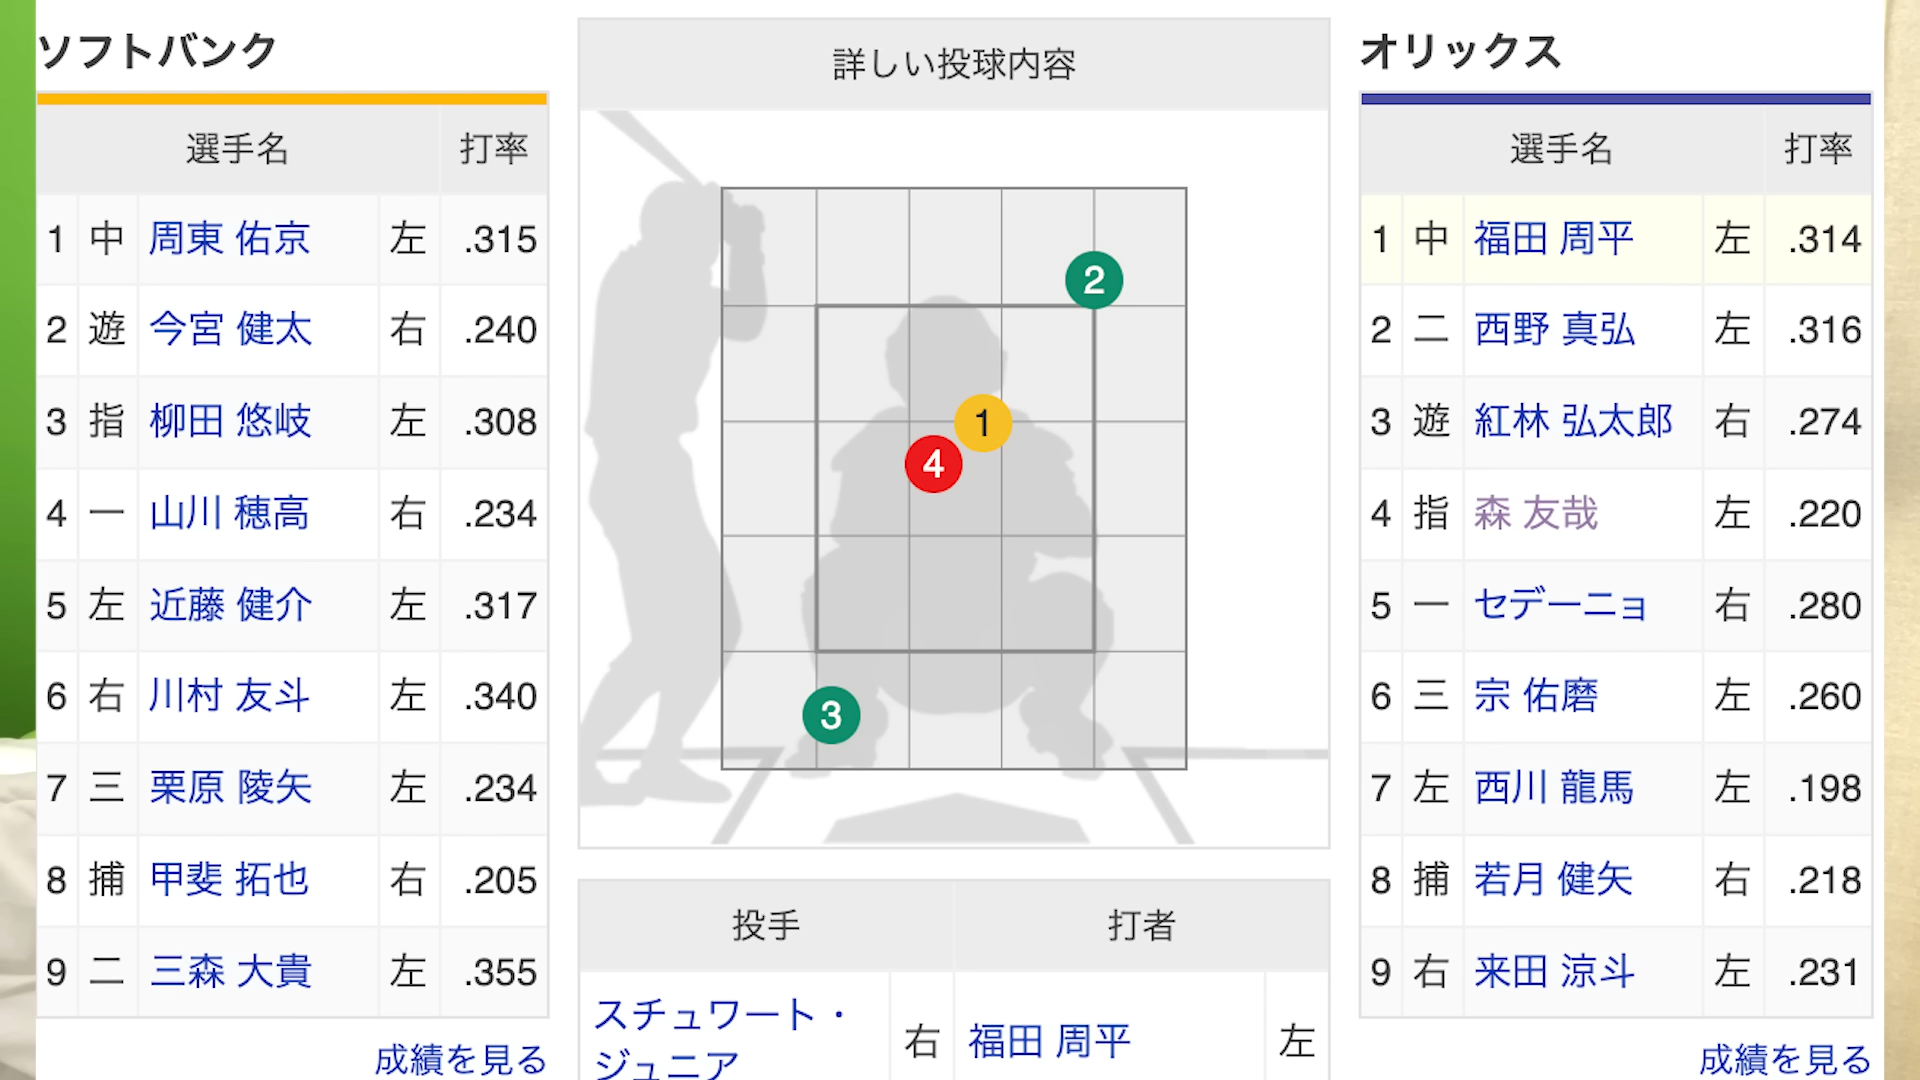 ソフトバンク
選手名 打率
1 中 周東 佑京 左 .315
2 遊 今宮 健太 右 .240
3 指 柳田 悠岐 左 .308
4 一 山川 穂高 右 .234
5 左 近藤 健介 左 .317
6 右 川村 友斗 左 .340
7 三 栗原 陵矢 左 .234
8 捕 甲斐 拓也 右 .205
9 二 三森 大貴 左 .355
成績を見る
詳しい投球内容
2
1
4
3
投手 打者
スチュワート・
ジュニア 右 福田 周平 左
オリックス
選手名 打率
1 中 福田 周平 左 .314
2 二 西野 真弘 左 .316
3 遊 紅林 弘太郎 右 .274
4 指 森 友哉 左 .220
5 一 セデーニョ 右 .280
6 三 宗 佑磨 左 .260
7 左 西川 龍馬 左 .198
8 捕 若月 健矢 右 .218
9 右 来田 涼斗 左 .231
成績を見る